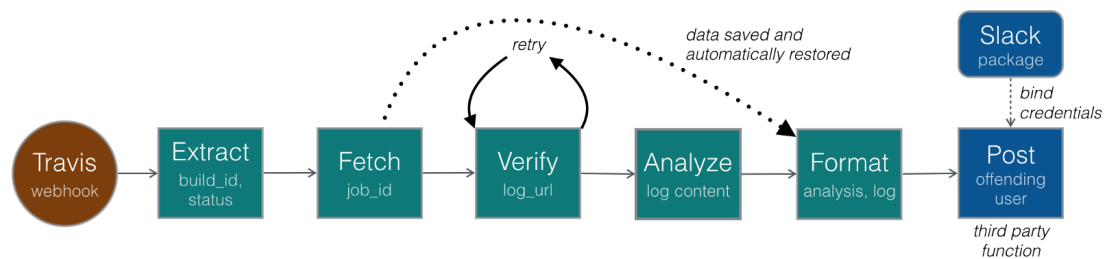 retry
data saved and
automatically restored
Slack
package
bind
credentials
Travis
webhook
Extract
build_id,
status
Fetch
job_id
Verify
log_url
Analyze
log content
Format
analysis, log
Post
offending
user
third party
function